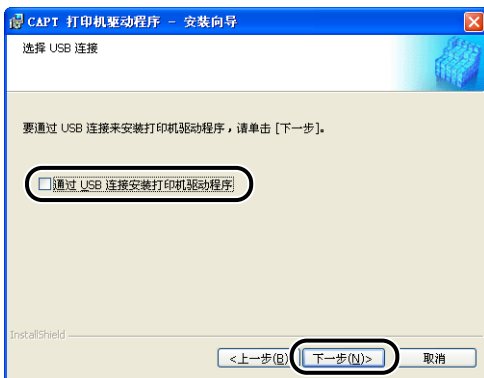 CAPT 打印机驱动程序 - 安装向导
选择 USB 连接
要通过 USB 连接来安装打印机驱动程序，请单击 [下一步]。
通过 USB 连接安装打印机驱动程序
InstallShield
<上一步(B) 下一步(N)> 取消